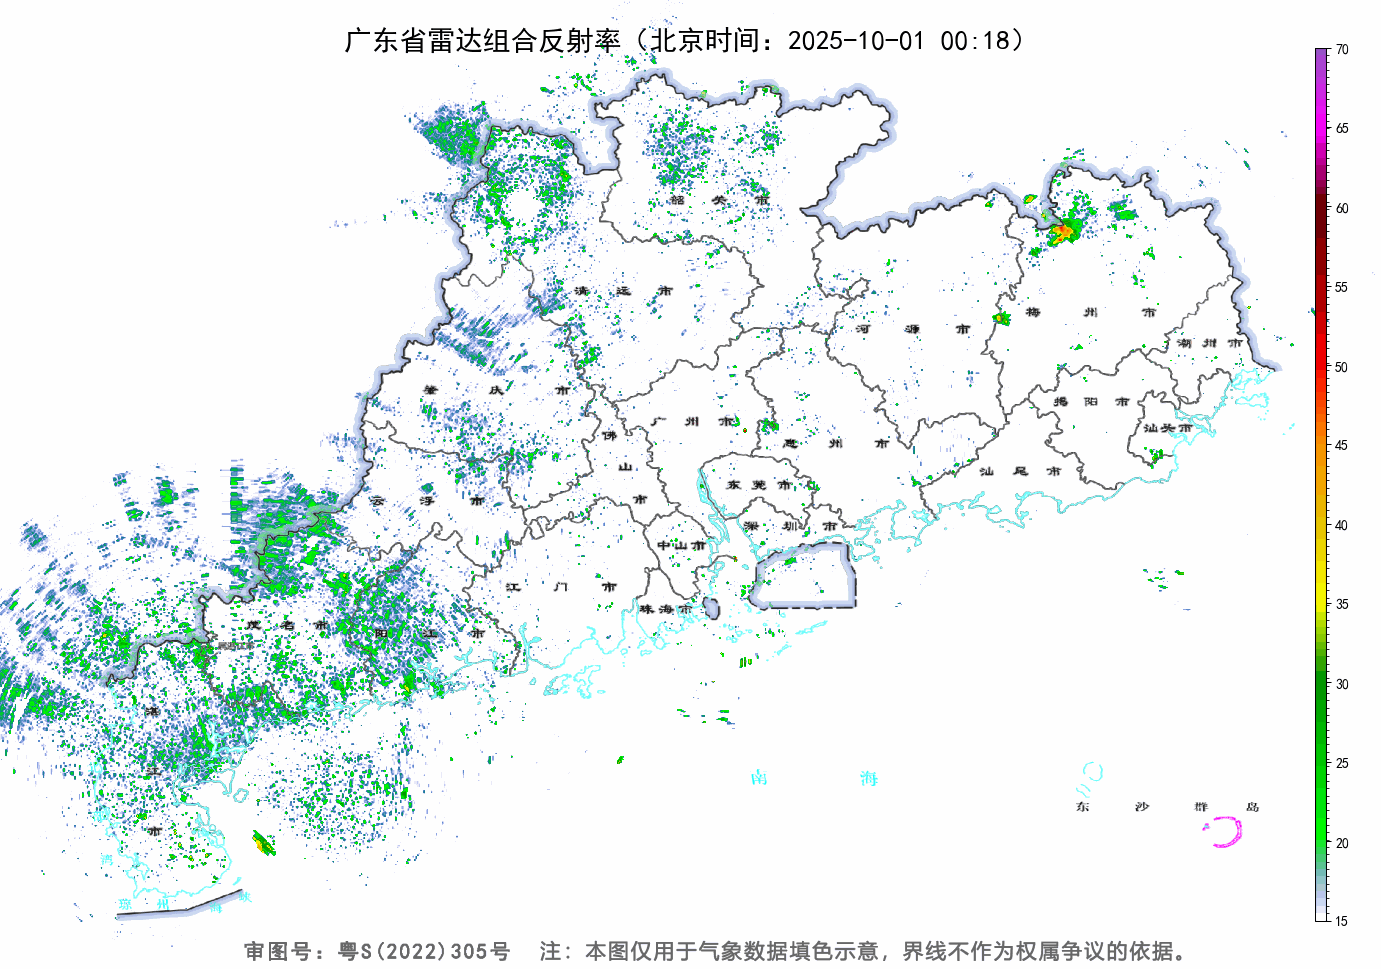 广东省雷达组合反射率（北京时间：2025-10-01 00:18）
70
65
60
55
50
45
40
35
30
25
20
15
韶关市
清远市
河源市
梅州市
潮州市
肇庆市
广州市
佛山市
惠州市
揭阳市
汕头市
汕尾市
云浮市
东莞市
深圳市
中山市
江门市
珠海市
茂名市
阳江市
湛江市
南海
东沙群岛
琼州海峡
审图号：粤S(2022)305号 注：本图仅用于气象数据填色示意，界线不作为权属争议的依据。